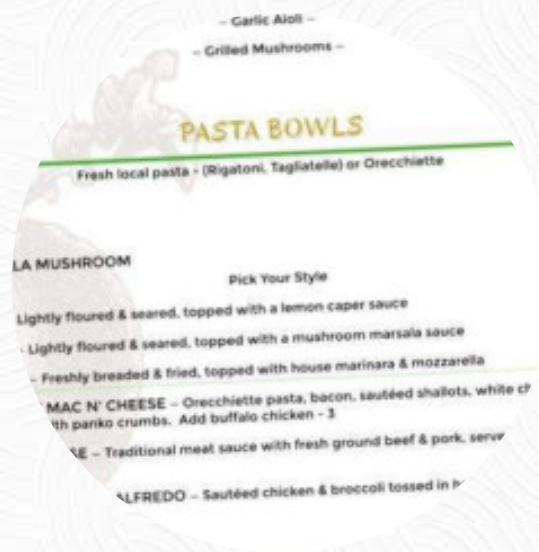 – Garlic Aioli –
– Grilled Mushrooms –
PASTA BOWLS
Fresh local pasta - (Rigatoni, Tagliatelle) or Orecchiette
LA MUSHROOM
Pick Your Style
Lightly floured & seared, topped with a lemon caper sauce
- Lightly floured & seared, topped with a mushroom marsala sauce
– Freshly breaded & fried, topped with house marinara & mozzarella
MAC N' CHEESE – Orecchiette pasta, bacon, sautéed shallots, white ch
th panko crumbs. Add buffalo chicken - 3
SE – Traditional meat sauce with fresh ground beef & pork, serve
ALFREDO – Sautéed chicken & broccoli tossed in